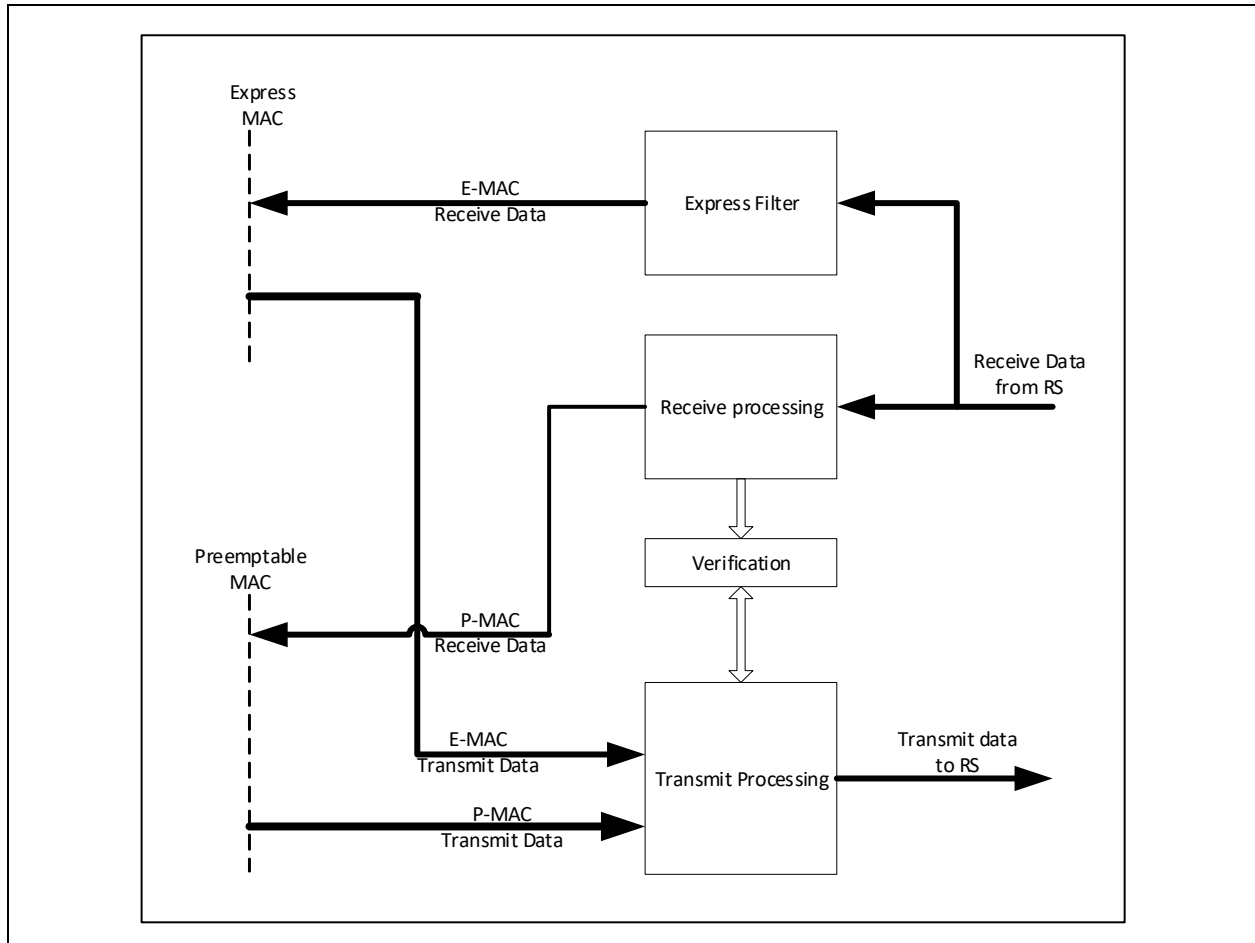 Express
MAC
E-MAC
Receive Data
Express Filter
Receive Data
from RS
Receive processing
Verification
Preemptable
MAC
P-MAC
Receive Data
E-MAC
Transmit Data
Transmit Processing
Transmit data
to RS
P-MAC
Transmit Data